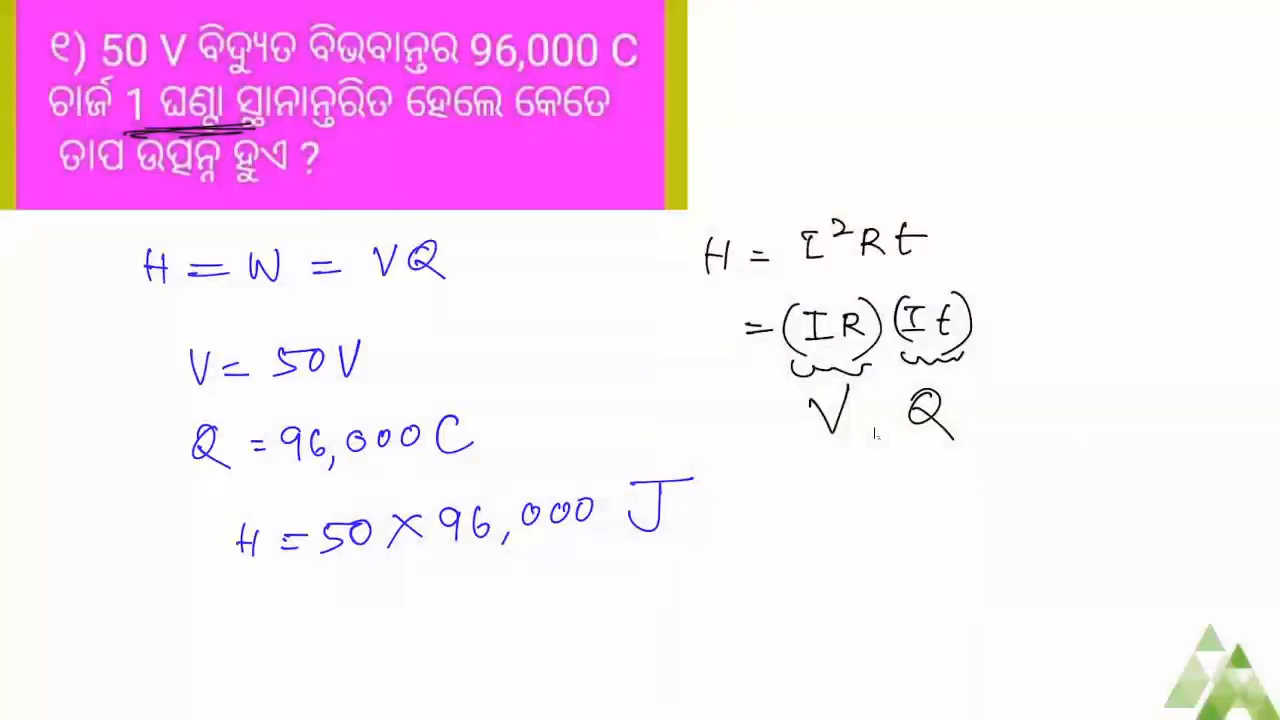 ୧) 50 V ବିଦ୍ୟୁତ ବିଭବାନ୍ତର 96,000 C
ଚାର୍ଜ 1 ଘଣ୍ଟା ସ୍ଥାନାନ୍ତରିତ ହେଲେ କେତେ
ତାପ ଉତ୍ପନ୍ନ ହୁଏ ?
H = W = VQ
V = 50V
Q = 96,000 C
H = 50 × 96,000 J
H = I²Rt
= (IR) (It)
V Q